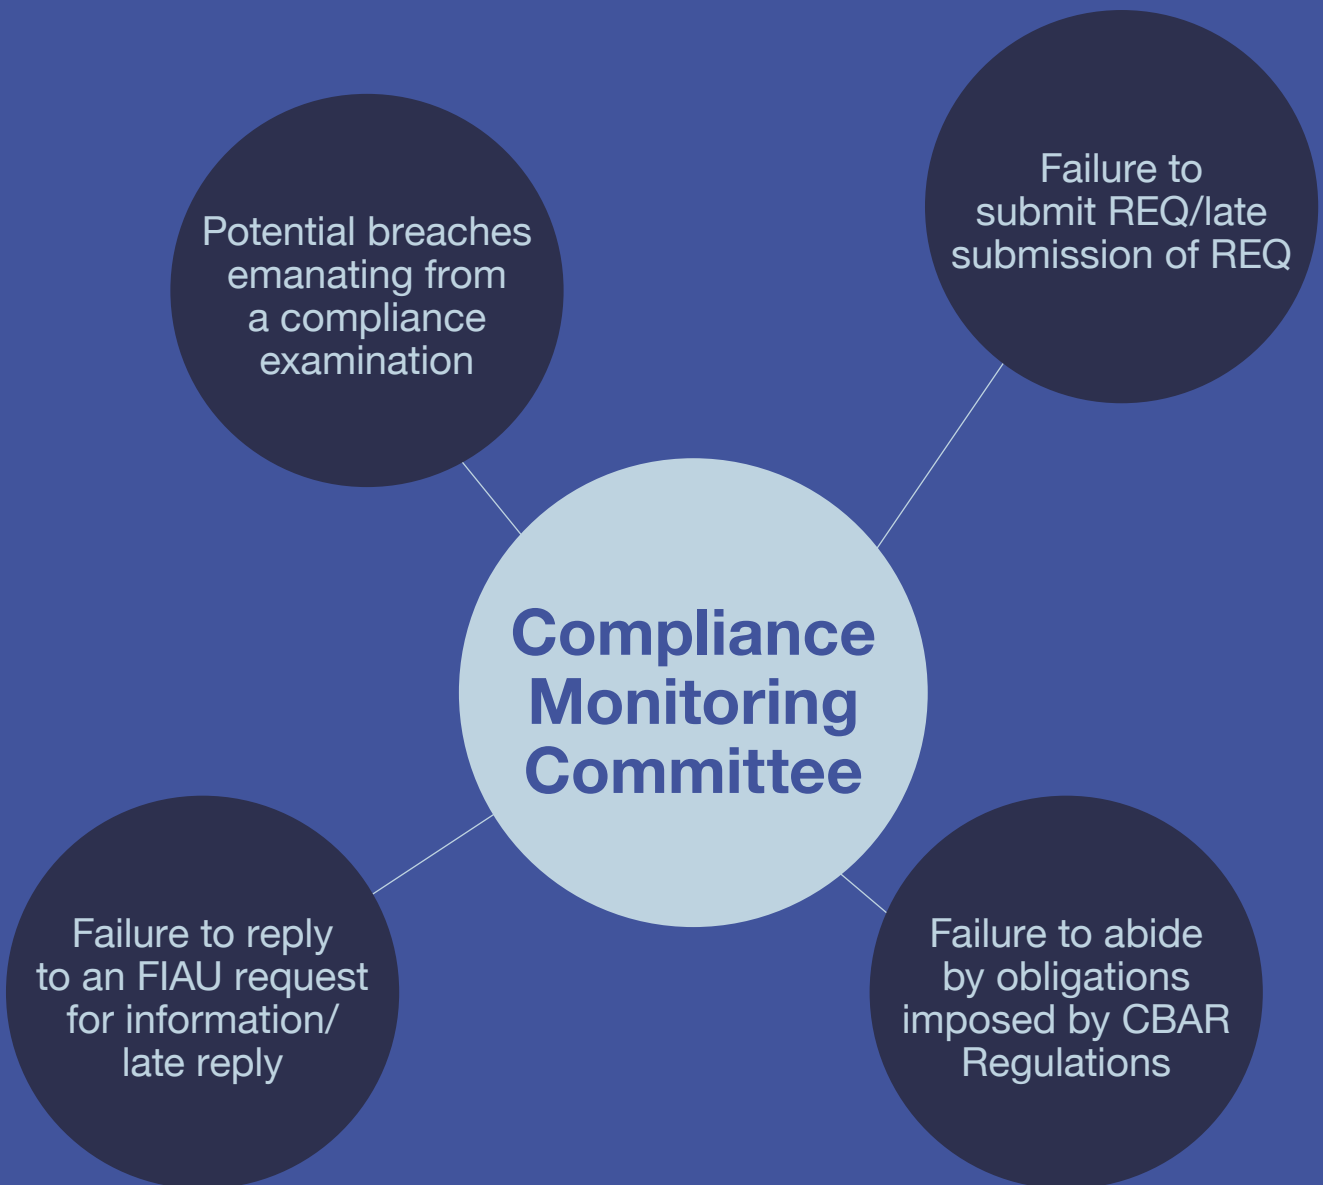 Potential breaches
emanating from
a compliance
examination
Failure to
submit REQ/late
submission of REQ
Compliance
Monitoring
Committee
Failure to reply
to an FIAU request
for information/
late reply
Failure to abide
by obligations
imposed by CBAR
Regulations